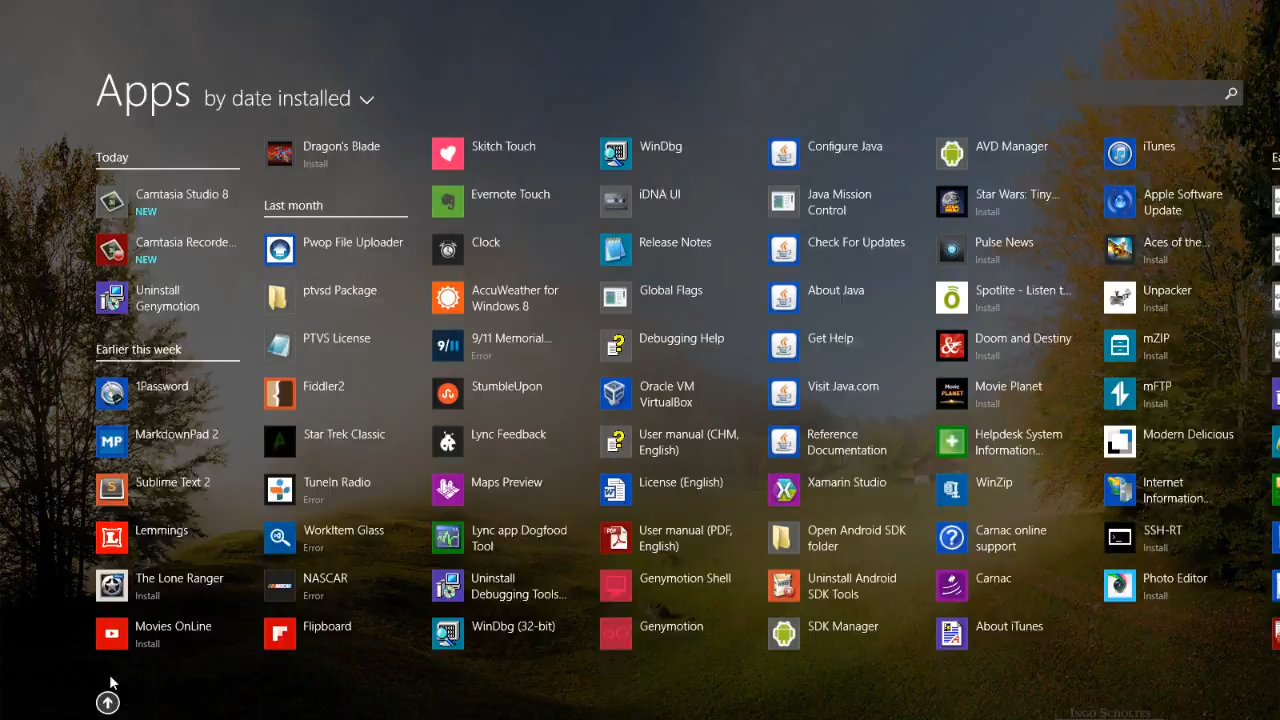 Apps by date installed
Today
Camtasia Studio 8
NEW
Camtasia Recorde...
NEW
Uninstall
Genymotion
Earlier this week
1Password
MarkdownPad 2
Sublime Text 2
Lemmings
The Lone Ranger
Install
Movies OnLine
Install
Dragon's Blade
Install
Last month
Pwop File Uploader
ptvsd Package
PTVS License
Fiddler2
Star Trek Classic
TuneIn Radio
Error
WorkItem Glass
Error
NASCAR
Error
Flipboard
Skitch Touch
Evernote Touch
Clock
AccuWeather for
Windows 8
9/11 Memorial...
Error
StumbleUpon
Lync Feedback
Maps Preview
Lync app Dogfood
Tool
Uninstall
Debugging Tools...
WinDbg (32-bit)
WinDbg
iDNA UI
Release Notes
Global Flags
Debugging Help
Oracle VM
VirtualBox
User manual (CHM,
English)
License (English)
User manual (PDF,
English)
Genymotion Shell
Genymotion
Configure Java
Java Mission
Control
Check For Updates
About Java
Get Help
Visit Java.com
Reference
Documentation
Xamarin Studio
Open Android SDK
folder
Uninstall Android
SDK Tools
SDK Manager
AVD Manager
Star Wars: Tiny...
Install
Pulse News
Install
Spotlite - Listen t...
Install
Doom and Destiny
Install
Movie Planet
Install
Helpdesk System
Information...
WinZip
Carnac online
support
Carnac
About iTunes
iTunes
Apple Software
Update
Aces of the...
Install
Unpacker
Install
mZIP
Install
mFTP
Install
Modern Delicious
Internet
Information...
SSH-RT
Install
Photo Editor
Install
Ingo Scholtes